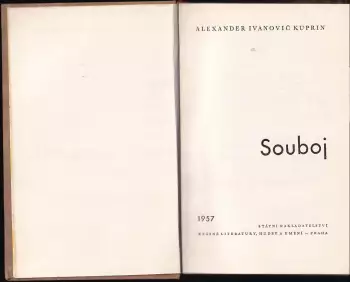 ALEXANDER IVANOVIČ KUPRIN
Souboj
1957
STÁTNÍ NAKLADATELSTVÍ
KRÁSNÉ LITERATURY, HUDBY A UMĚNÍ – PRAHA